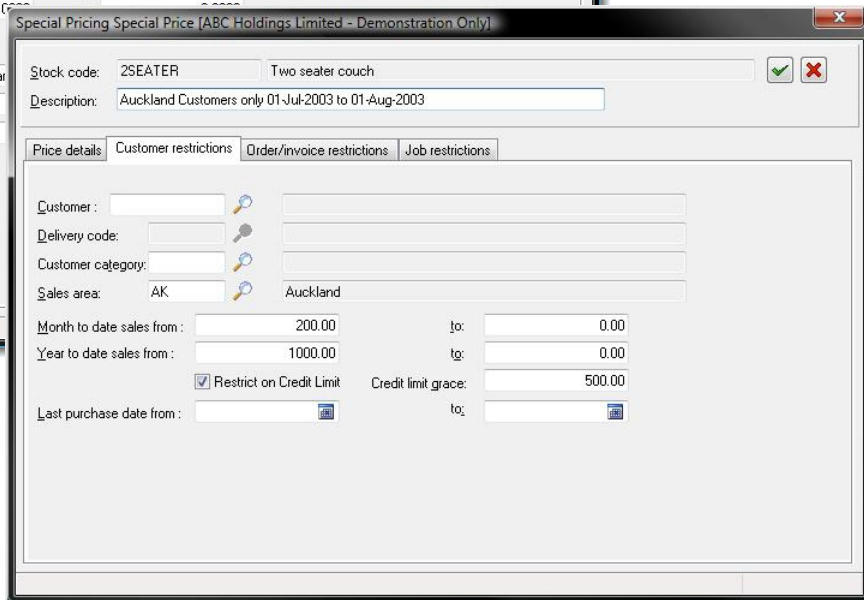 Special Pricing Special Price [ABC Holdings Limited - Demonstration Only]
Stock code: 2SEATER Two seater couch
Description: Auckland Customers only 01-Jul-2003 to 01-Aug-2003
Price details Customer restrictions Order/invoice restrictions Job restrictions
Customer :
Delivery code:
Customer category:
Sales area: AK Auckland
Month to date sales from : 200.00 to: 0.00
Year to date sales from : 1000.00 to: 0.00
Restrict on Credit Limit Credit limit grace: 500.00
Last purchase date from : to: